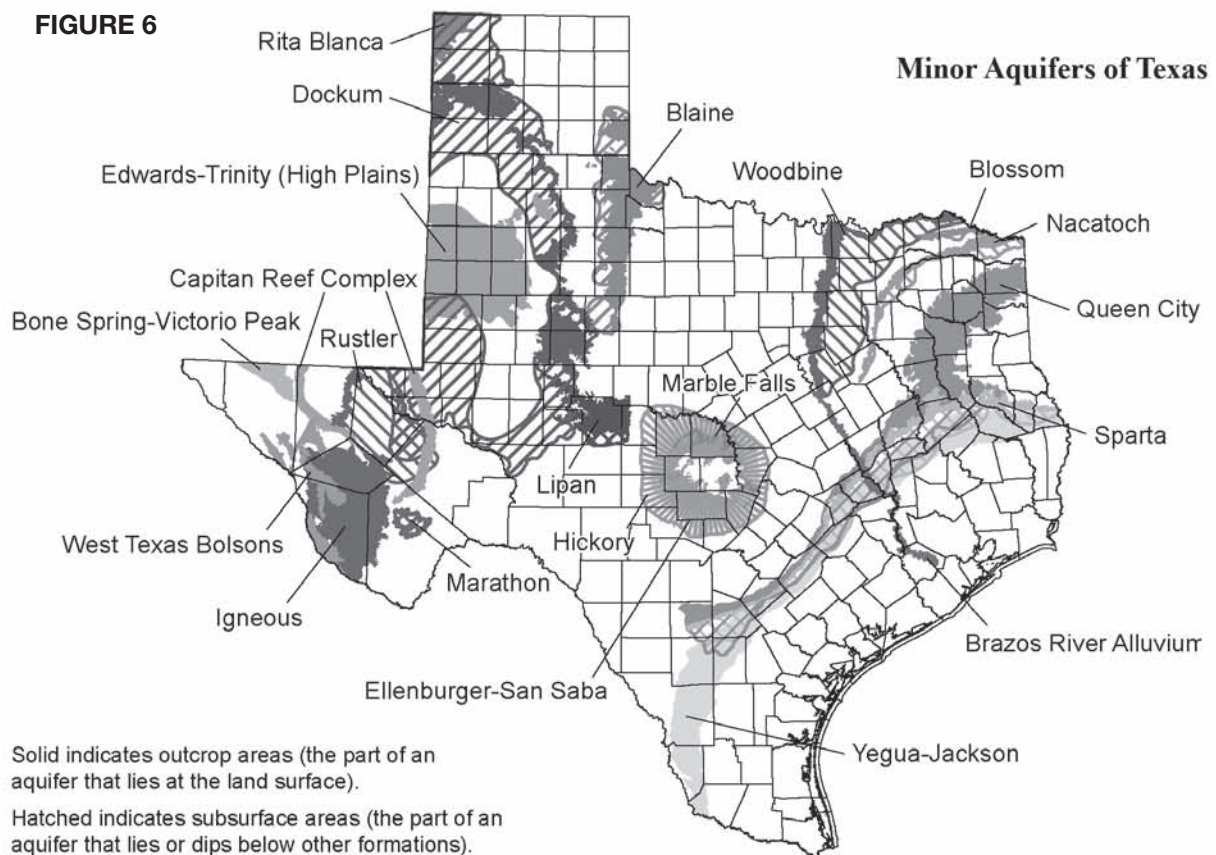 FIGURE 6
Minor Aquifers of Texas
Rita Blanca
Dockum
Blaine
Edwards-Trinity (High Plains)
Woodbine
Blossom
Nacatoch
Capitan Reef Complex
Queen City
Bone Spring-Victorio Peak
Rustler
Marble Falls
Sparta
Lipan
West Texas Bolsons
Hickory
Marathon
Igneous
Brazos River Alluvium
Ellenburger-San Saba
Yegua-Jackson
Solid indicates outcrop areas (the part of an
aquifer that lies at the land surface).
Hatched indicates subsurface areas (the part of an
aquifer that lies or dips below other formations).